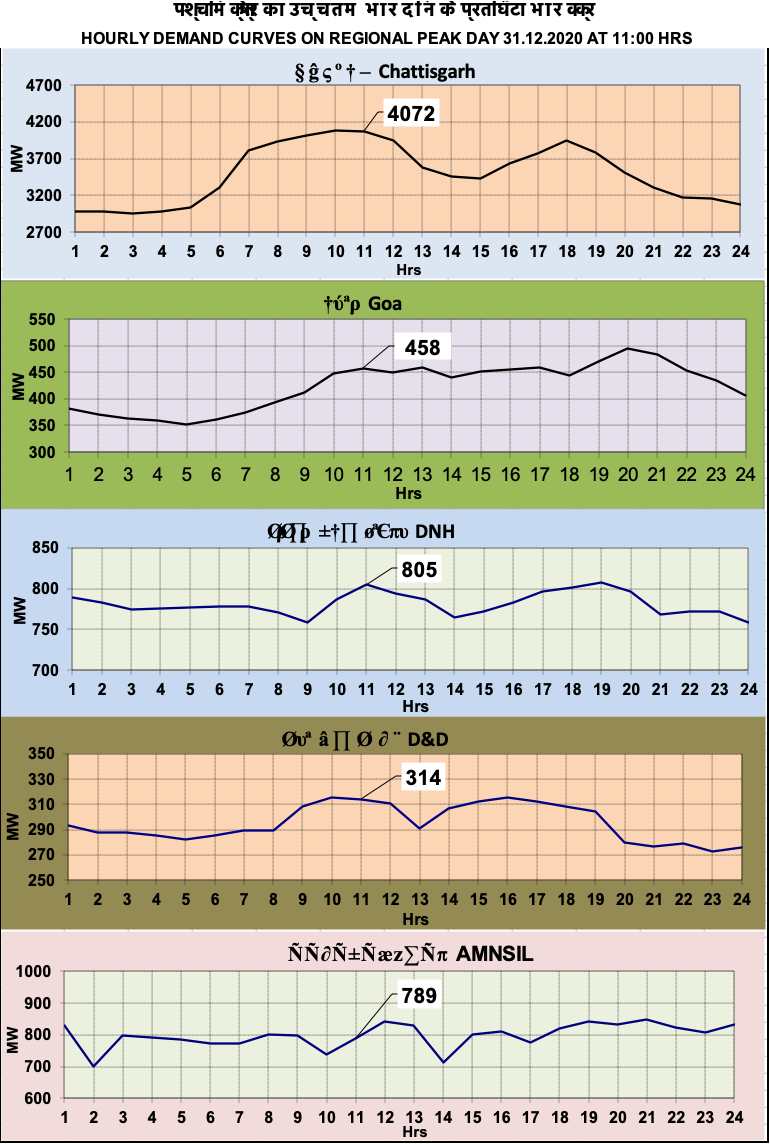 HOURLY DEMAND CURVES ON REGIONAL PEAK DAY 31.12.2020 AT 11:00 HRS
– Chattisgarh
4700
4200
3700
3200
2700
MW
4072
1 2 3 4 5 6 7 8 9 10 11 12 13 14 15 16 17 18 19 20 21 22 23 24
Hrs
Goa
550
500
450
400
350
300
MW
458
1 2 3 4 5 6 7 8 9 10 11 12 13 14 15 16 17 18 19 20 21 22 23 24
Hrs
DNH
850
800
750
700
MW
805
1 2 3 4 5 6 7 8 9 10 11 12 13 14 15 16 17 18 19 20 21 22 23 24
Hrs
D&D
350
330
310
290
270
250
MW
314
1 2 3 4 5 6 7 8 9 10 11 12 13 14 15 16 17 18 19 20 21 22 23 24
Hrs
AMNSIL
1000
900
800
700
600
MW
789
1 2 3 4 5 6 7 8 9 10 11 12 13 14 15 16 17 18 19 20 21 22 23 24
Hrs